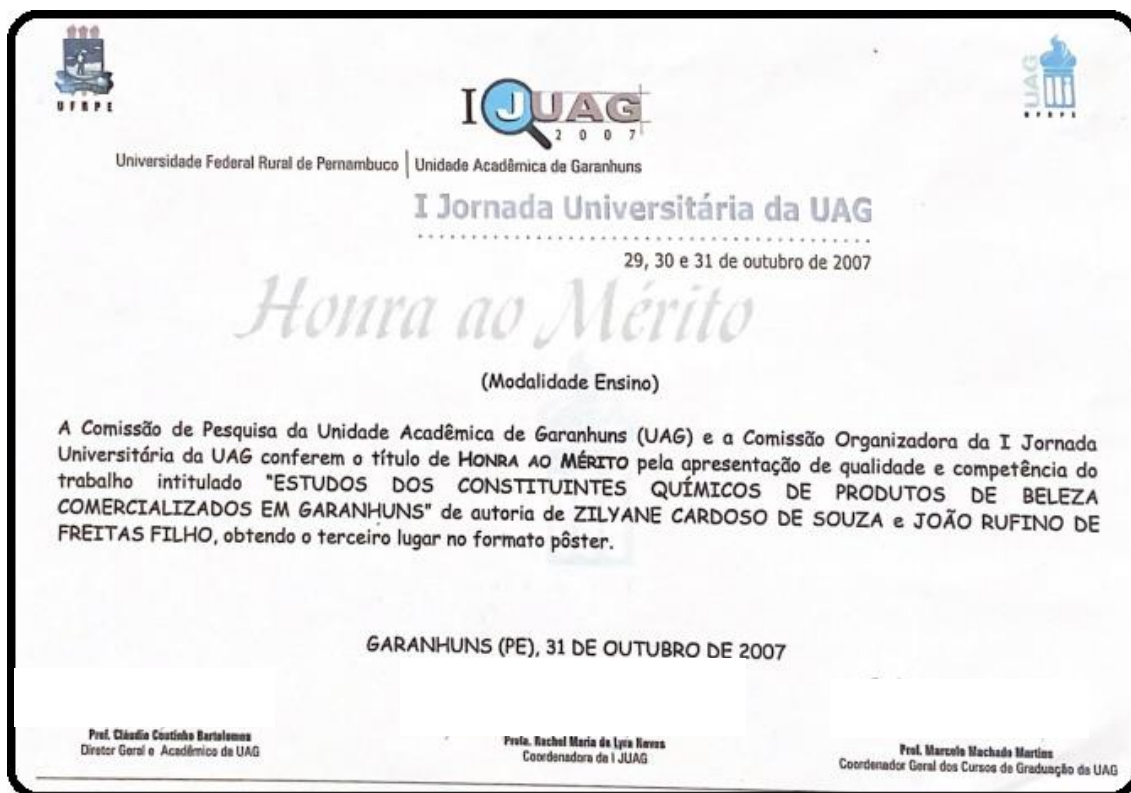 UFRPE
I JUAG
2007
UAG
UFRPE
Universidade Federal Rural de Pernambuco | Unidade Acadêmica de Garanhuns
I Jornada Universitária da UAG
29, 30 e 31 de outubro de 2007
Honra ao Mérito
(Modalidade Ensino)
A Comissão de Pesquisa da Unidade Acadêmica de Garanhuns (UAG) e a Comissão Organizadora da I Jornada
Universitária da UAG conferem o título de HONRA AO MÉRITO pela apresentação de qualidade e competência do
trabalho intitulado "ESTUDOS DOS CONSTITUINTES QUÍMICOS DE PRODUTOS DE BELEZA
COMERCIALIZADOS EM GARANHUNS" de autoria de ZILYANE CARDOSO DE SOUZA e JOÃO RUFINO DE
FREITAS FILHO, obtendo o terceiro lugar no formato pôster.
GARANHUNS (PE), 31 DE OUTUBRO DE 2007
Prof. Cláudio Coutinho Bartolomeu
Diretor Geral e Acadêmico da UAG
Profa. Rachel Maria de Lyra Neves
Coordenadora da I JUAG
Prof. Marcelo Machado Martins
Coordenador Geral dos Cursos de Graduação da UAG